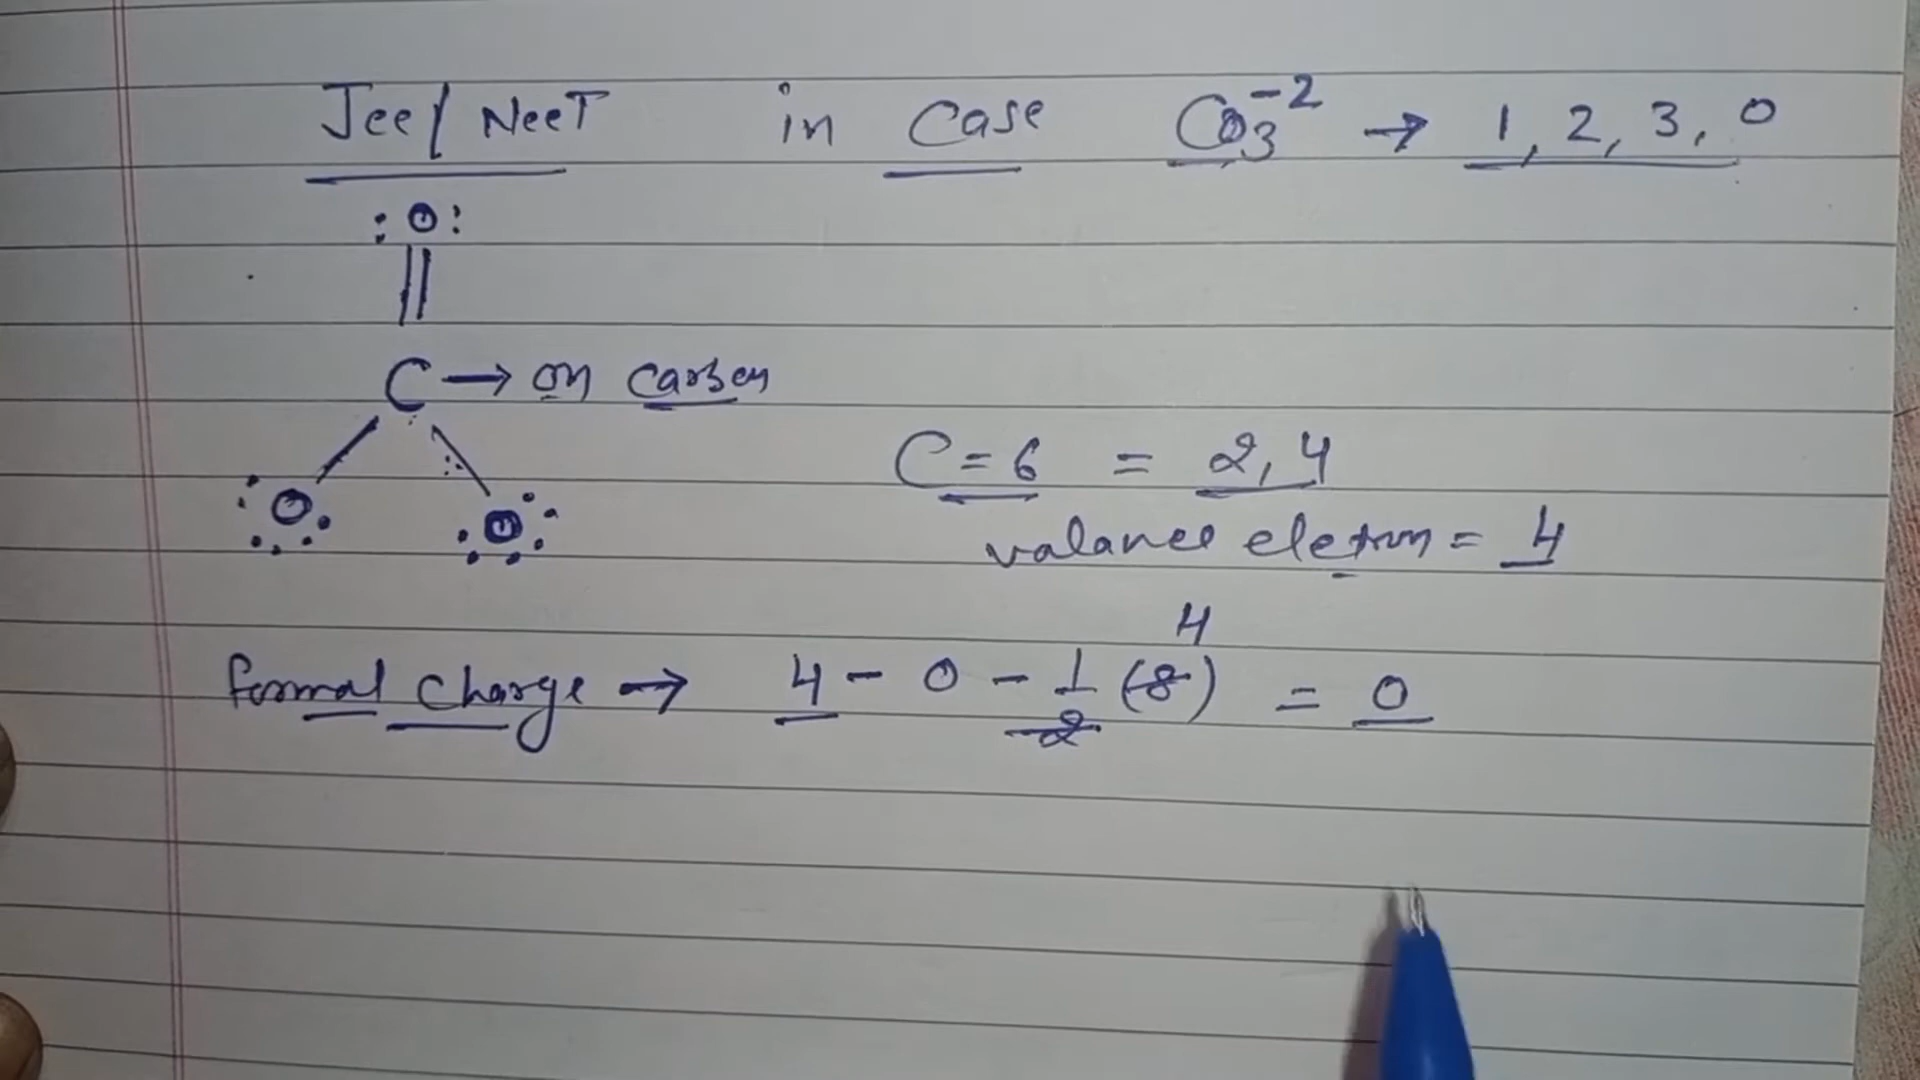 Jee/ NeeT in Case CO₃⁻² → 1, 2, 3, 0
:O:
C → on Carben
O O
C = 6 = 2, 4
valance eletron = 4
4
formal Charge → 4 - 0 - 1/2 (8) = 0